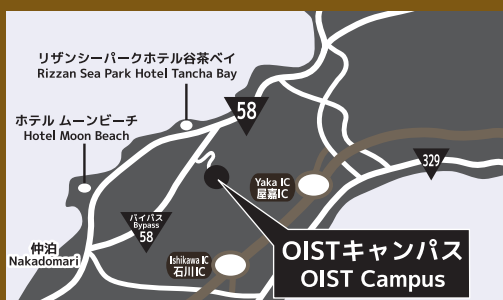 リザンシーパークホテル谷茶ベイ
Rizzan Sea Park Hotel Tancha Bay
58
ホテル ムーンビーチ
Hotel Moon Beach
329
Yaka IC
屋嘉IC
バイパス
Bypass
58
仲泊
Nakadomari
Ishikawa IC
石川IC
OISTキャンパス
OIST Campus